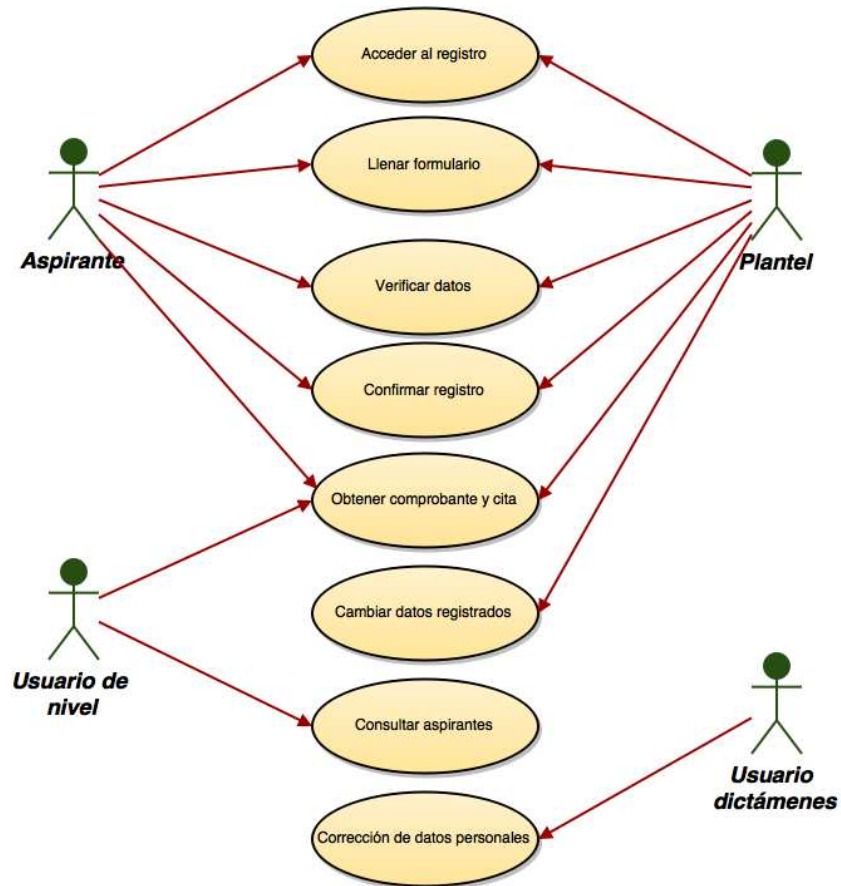 Acceder al registro
Llenar formulario
Aspirante
Plantel
Verificar datos
Confirmar registro
Obtener comprobante y cita
Cambiar datos registrados
Usuario de
nivel
Consultar aspirantes
Usuario
dictámenes
Corrección de datos personales